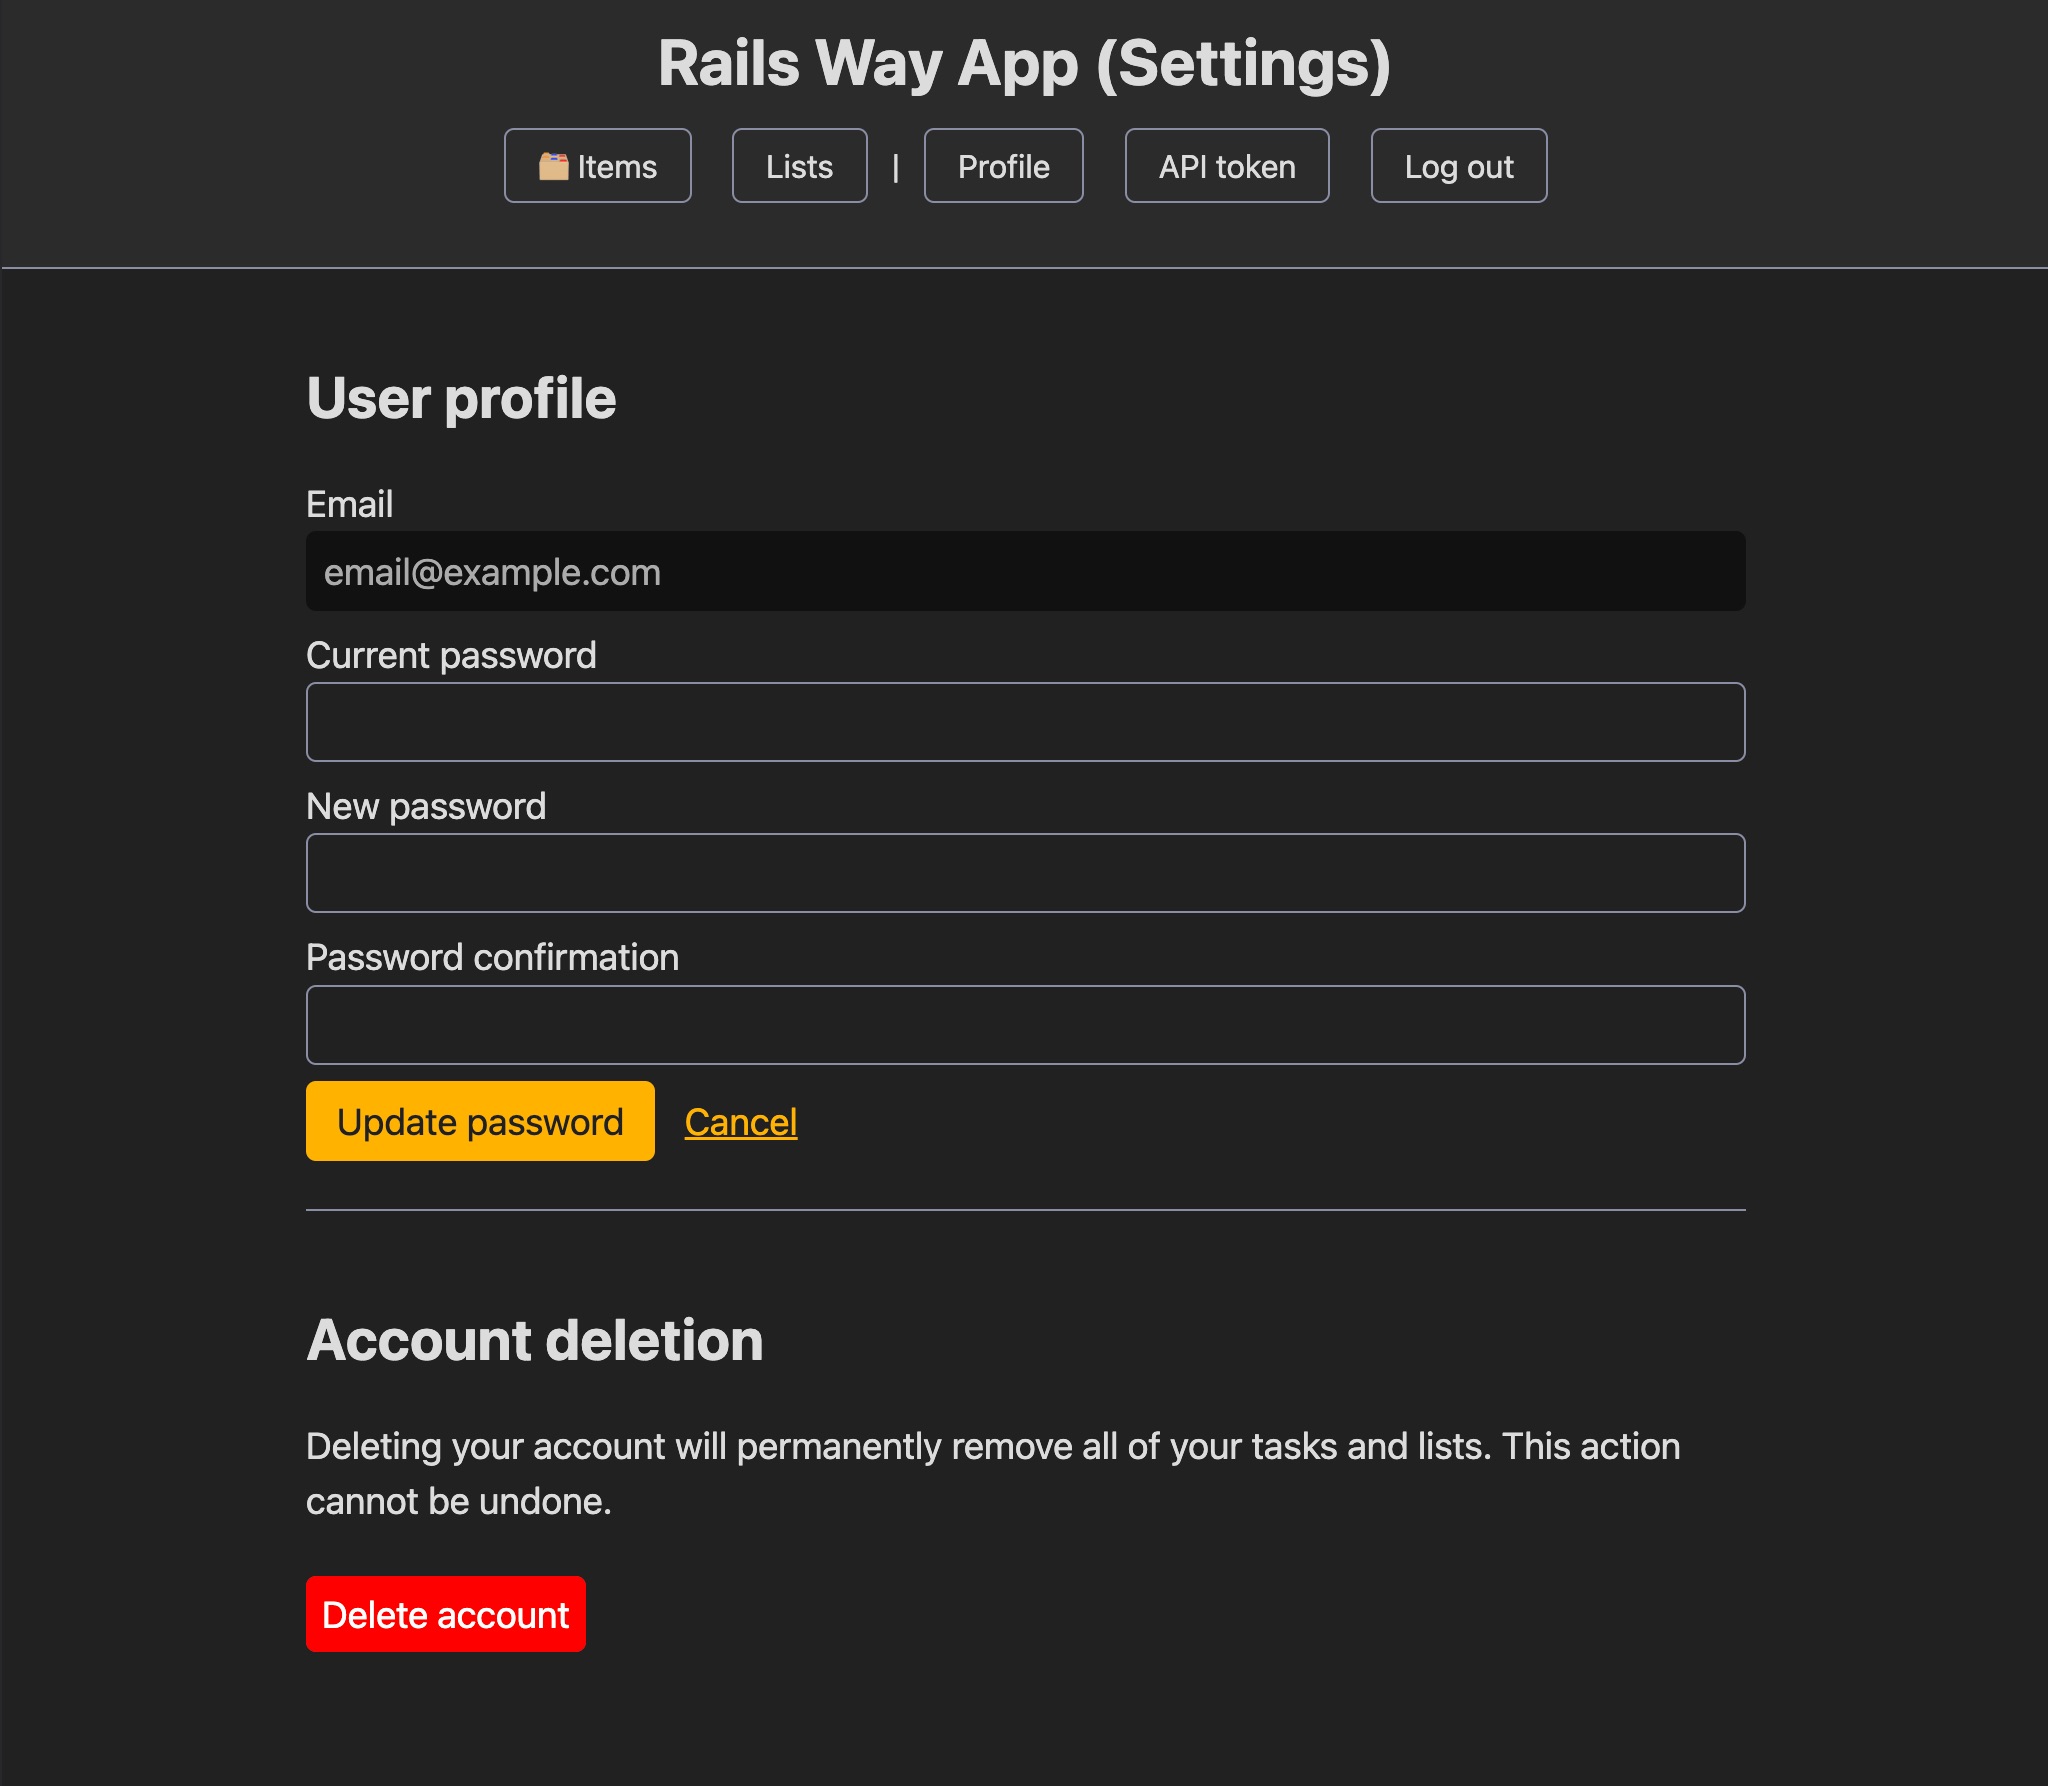 Rails Way App (Settings)
Items Lists | Profile API token Log out
User profile
Email
email@example.com
Current password
New password
Password confirmation
Update password Cancel
Account deletion
Deleting your account will permanently remove all of your tasks and lists. This action
cannot be undone.
Delete account